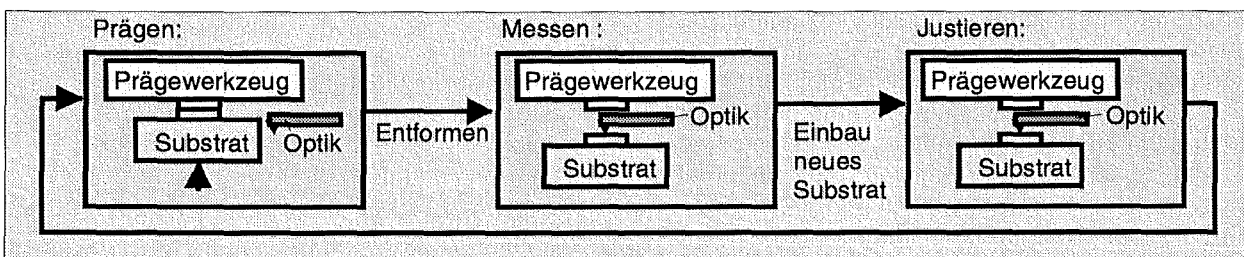 Prägen:
Prägewerkzeug
Substrat
Optik
Entformen
Messen :
Prägewerkzeug
Optik
Substrat
Einbau
neues
Substrat
Justieren:
Prägewerkzeug
Optik
Substrat